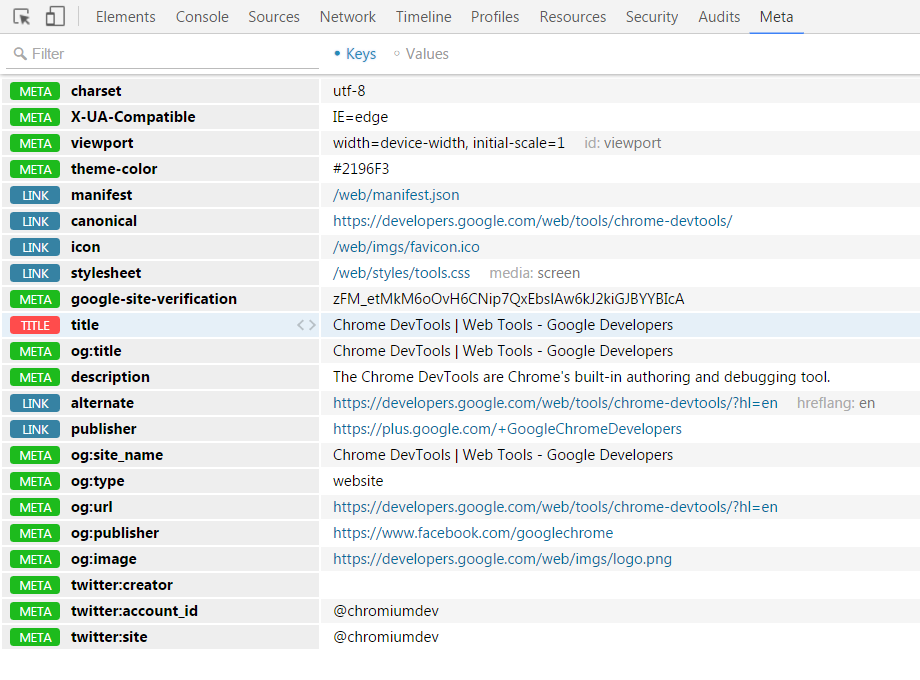 Elements Console Sources Network Timeline Profiles Resources Security Audits Meta
Filter Keys Values
META charset utf-8
META X-UA-Compatible IE=edge
META viewport width=device-width, initial-scale=1 id: viewport
META theme-color #2196F3
LINK manifest /web/manifest.json
LINK canonical https://developers.google.com/web/tools/chrome-devtools/
LINK icon /web/imgs/favicon.ico
LINK stylesheet /web/styles/tools.css media: screen
META google-site-verification zFM_etMkM6oOvH6CNip7QxEbsIAw6kJ2kiGJBYYBIcA
TITLE title <> Chrome DevTools | Web Tools - Google Developers
META og:title Chrome DevTools | Web Tools - Google Developers
META description The Chrome DevTools are Chrome's built-in authoring and debugging tool.
LINK alternate https://developers.google.com/web/tools/chrome-devtools/?hl=en hreflang: en
LINK publisher https://plus.google.com/+GoogleChromeDevelopers
META og:site_name Chrome DevTools | Web Tools - Google Developers
META og:type website
META og:url https://developers.google.com/web/tools/chrome-devtools/?hl=en
META og:publisher https://www.facebook.com/googlechrome
META og:image https://developers.google.com/web/imgs/logo.png
META twitter:creator
META twitter:account_id @chromiumdev
META twitter:site @chromiumdev